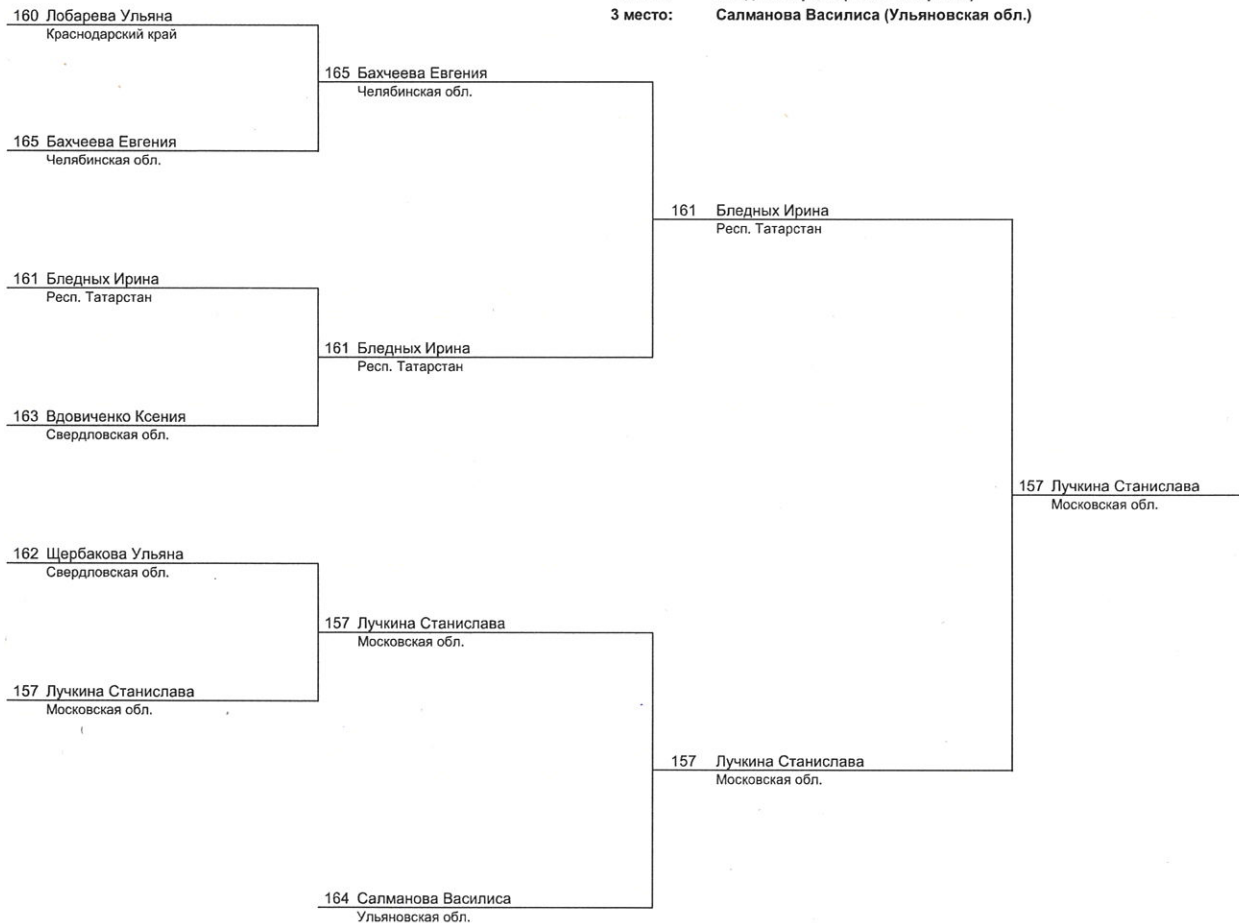 160 Лобарева Ульяна
Краснодарский край
3 место: Салманова Василиса (Ульяновская обл.)
165 Бахчеева Евгения
Челябинская обл.
165 Бахчеева Евгения
Челябинская обл.
161 Бледных Ирина
Респ. Татарстан
161 Бледных Ирина
Респ. Татарстан
161 Бледных Ирина
Респ. Татарстан
163 Вдовиченко Ксения
Свердловская обл.
157 Лучкина Станислава
Московская обл.
162 Щербакова Ульяна
Свердловская обл.
157 Лучкина Станислава
Московская обл.
157 Лучкина Станислава
Московская обл.
157 Лучкина Станислава
Московская обл.
164 Салманова Василиса
Ульяновская обл.